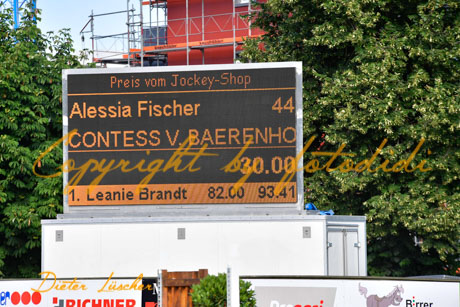 Preis vom Jockey-Shop
Alessia Fischer 44
CONTESS V. BAERENHO
30.00
Copyright by fotodidi
1. Leanie Brandt 82.00 93.41
Dieter Lüscher
RICHNER
Birrer